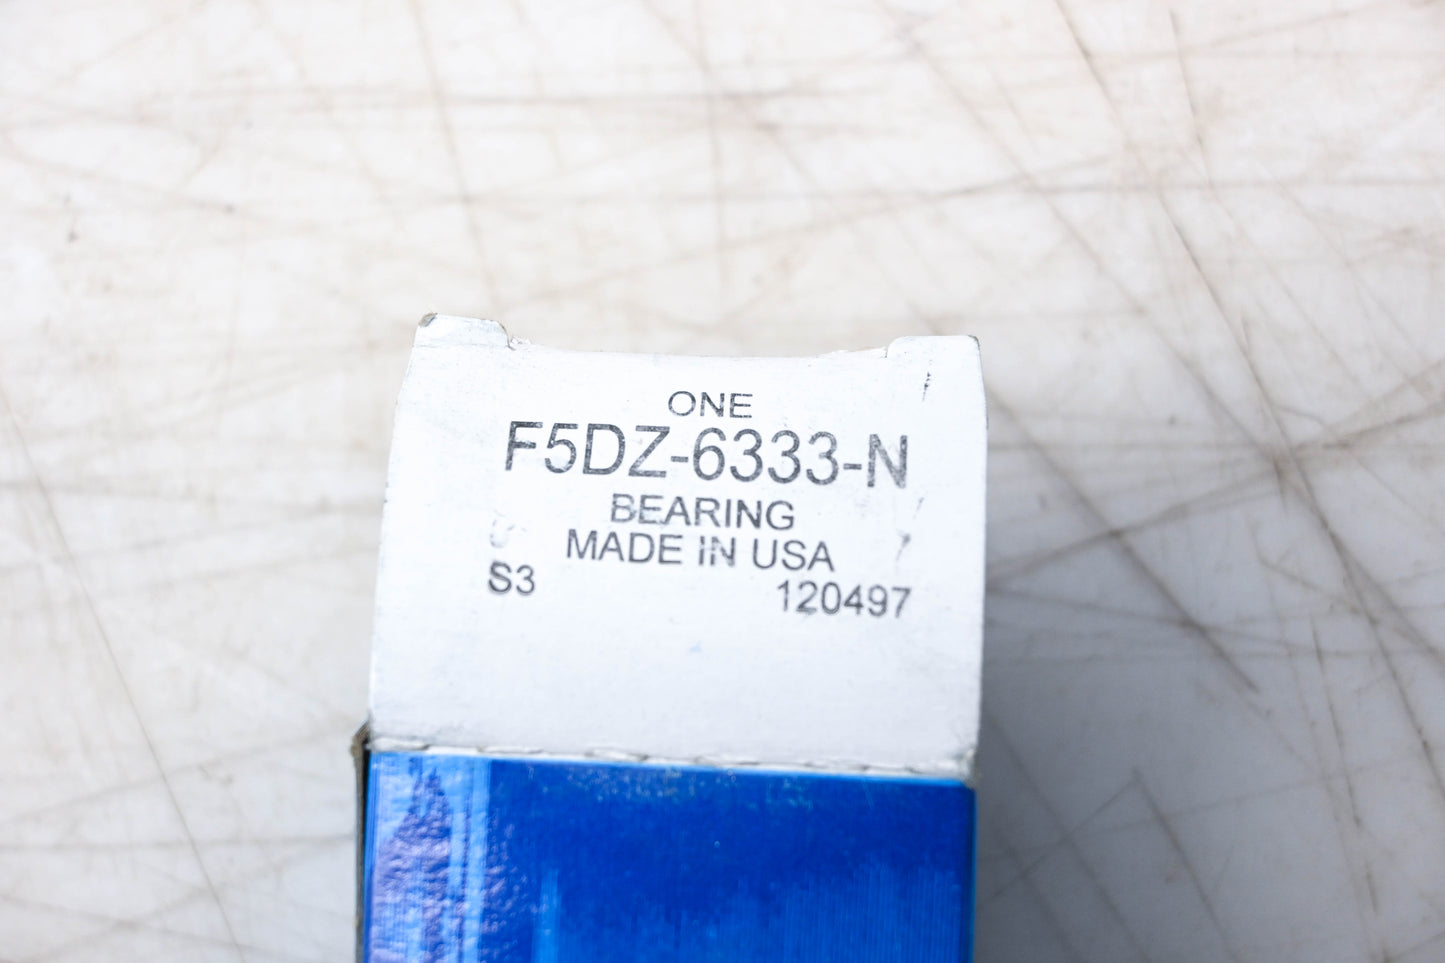 ONE
F5DZ-6333-N
BEARING
MADE IN USA
S3 120497